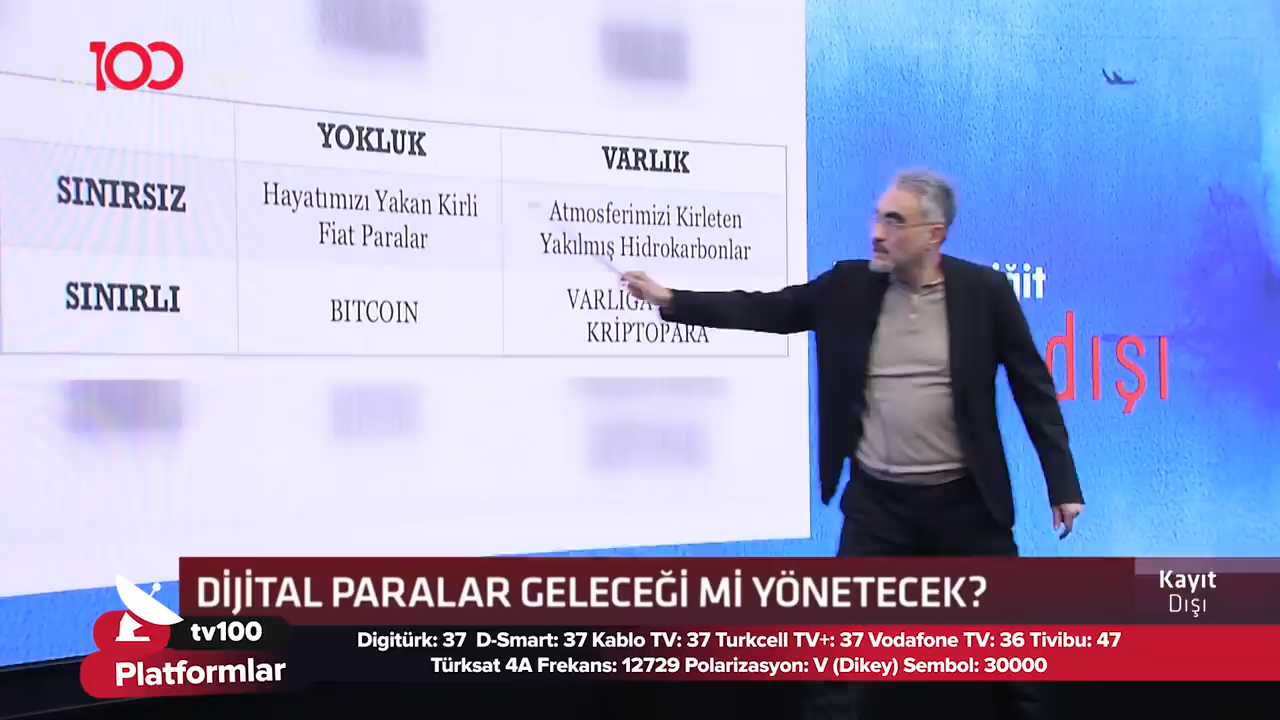 100
YOKLUK
VARLIK
SINIRSIZ
Hayatımızı Yakan Kirli
Fiat Paralar
Atmosferimizi Kirleten
Yakılmış Hidrokarbonlar
SINIRLI
BITCOIN
KRİPTOPARA
dışı
DİJİTAL PARALAR GELECEĞİ Mİ YÖNETECEK?
Kayıt
Dışı
tv100
Platformlar
Digitürk: 37 D-Smart: 37 Kablo TV: 37 Turkcell TV+: 37 Vodafone TV: 36 Tivibu: 47
Türksat 4A Frekans: 12729 Polarizasyon: V (Dikey) Sembol: 30000